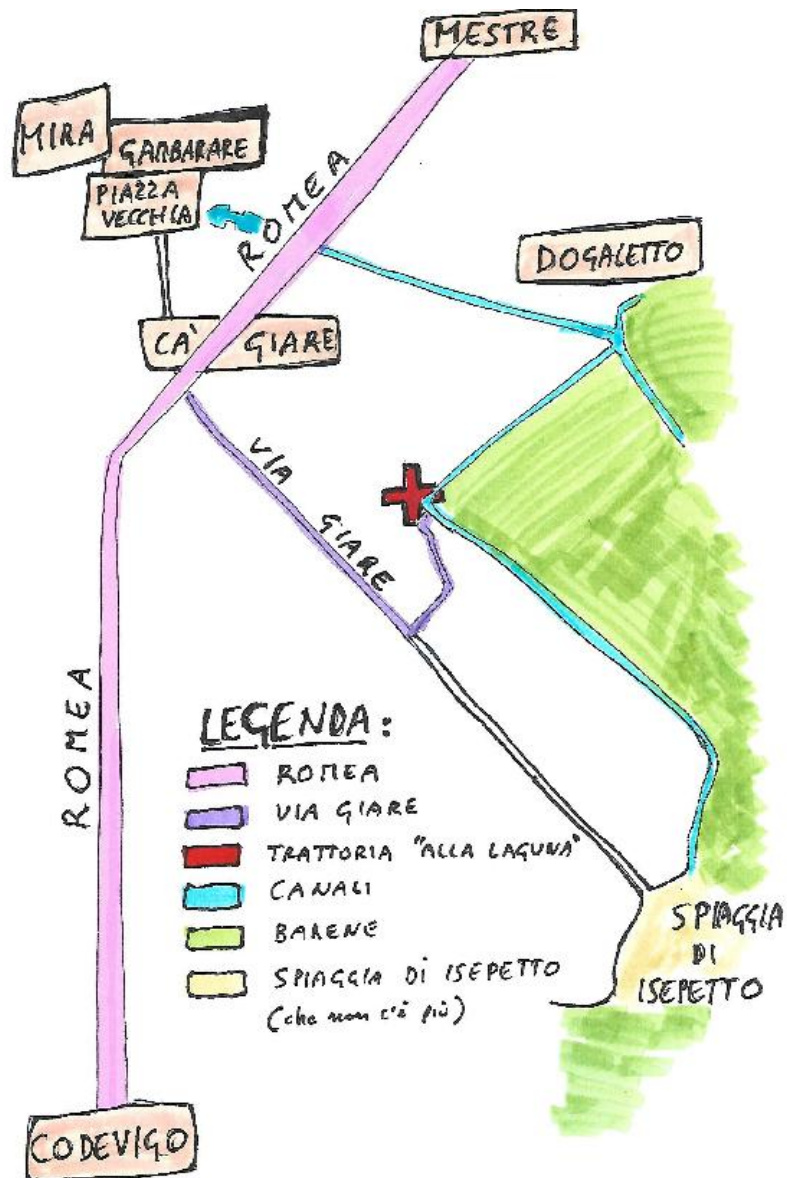 MESTRE
MIRA
GAMBARARE
PIAZZA
VECCHIA
ROMEA
DOGALETTO
CA' GIARE
VIA GIARE
ROMEA
LEGENDA:
ROMEA
VIA GIARE
TRATTORIA "ALLA LAGUNA"
CANALI
BARENE
SPIAGGIA DI ISEPETTO
(che non c'è più)
SPIAGGIA
DI
ISEPETTO
CODEVIGO